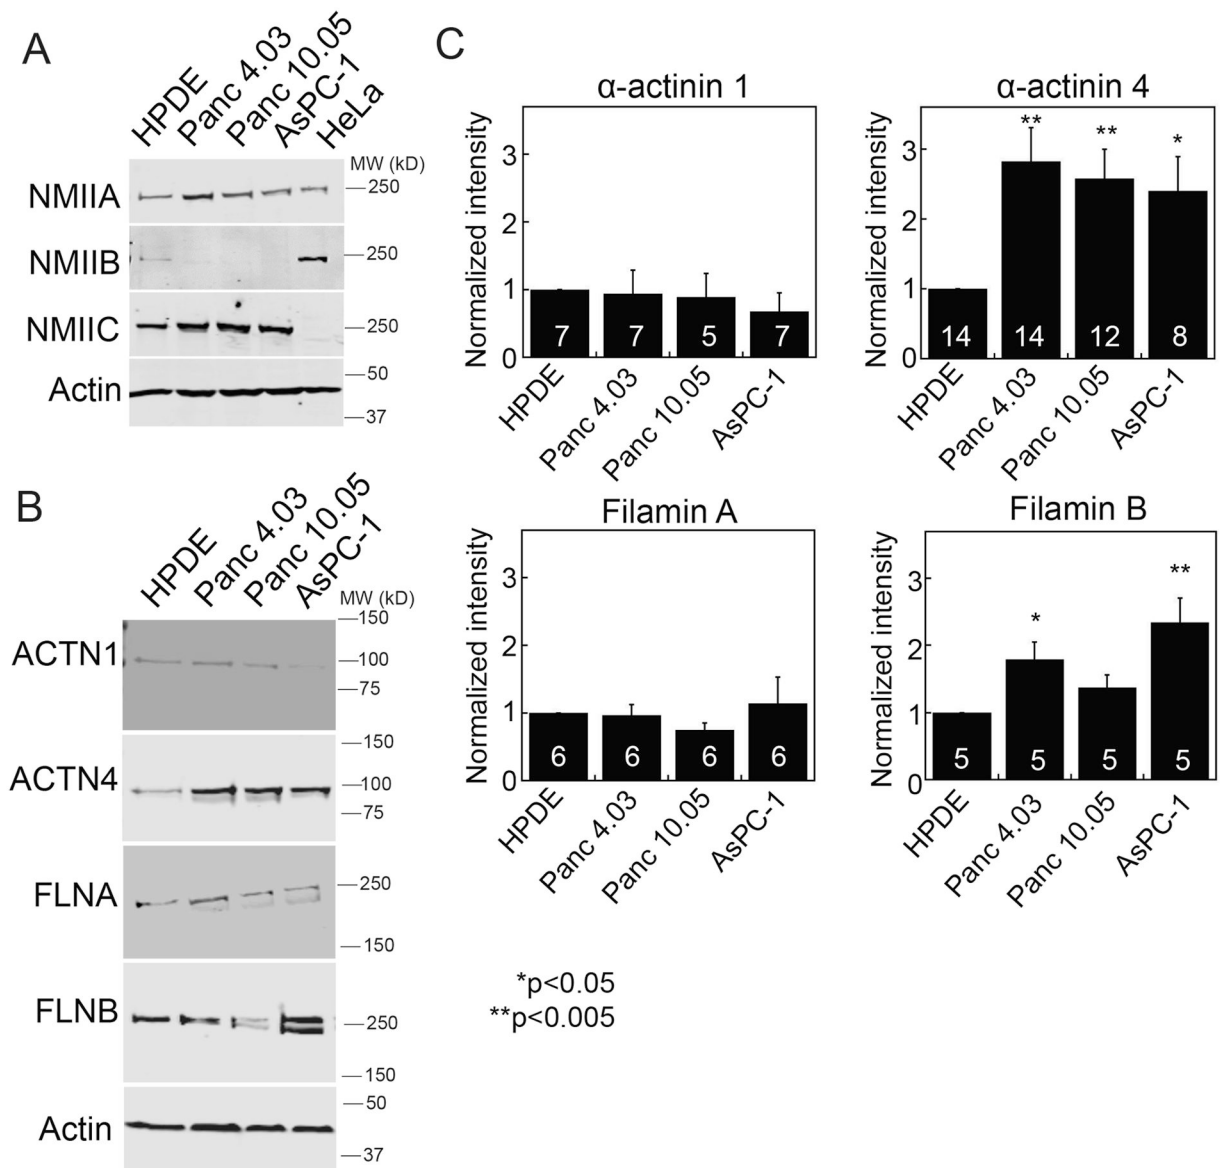 A
HPDE
Panc 4.03
Panc 10.05
AsPC-1
HeLa
MW (kD)
NMIIA
250
NMIIB
250
NMIIC
250
Actin
50
37
B
HPDE
Panc 4.03
Panc 10.05
AsPC-1
MW (kD)
ACTN1
150
100
75
ACTN4
150
100
75
FLNA
250
150
FLNB
250
150
Actin
50
37
C
α-actinin 1
Normalized intensity
3
2
1
0
7
7
5
7
HPDE
Panc 4.03
Panc 10.05
AsPC-1
α-actinin 4
Normalized intensity
3
2
1
0
**
**
*
14
14
12
8
HPDE
Panc 4.03
Panc 10.05
AsPC-1
Filamin A
Normalized intensity
3
2
1
0
6
6
6
6
HPDE
Panc 4.03
Panc 10.05
AsPC-1
Filamin B
Normalized intensity
3
2
1
0
*
**
5
5
5
5
HPDE
Panc 4.03
Panc 10.05
AsPC-1
*p<0.05
**p<0.005